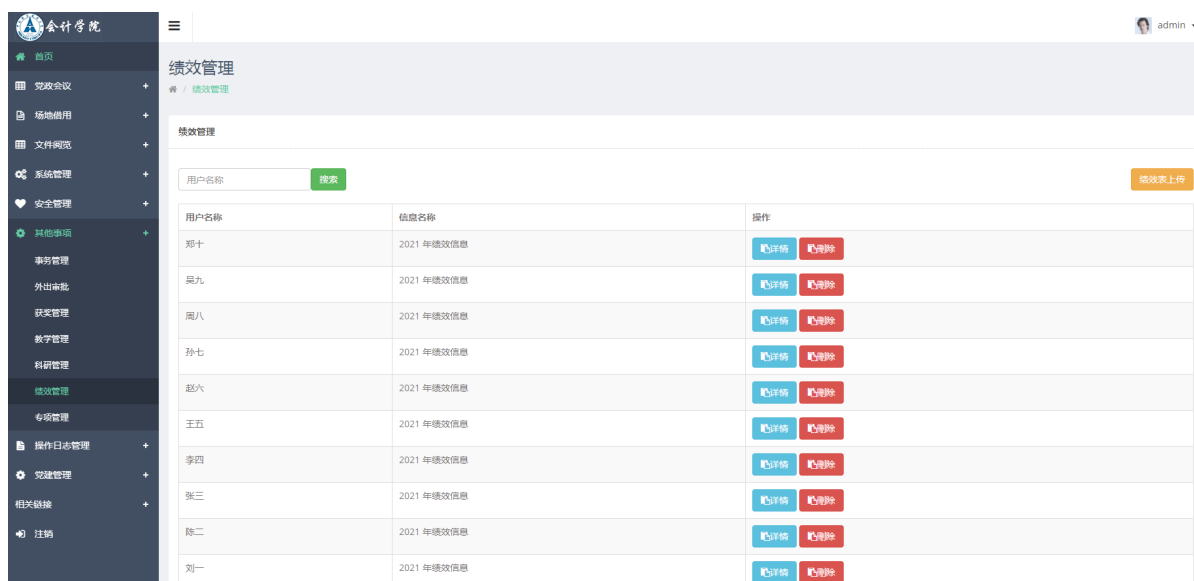 会计学院
admin
首页
党政会议 +
场地借用 +
文件阅览 +
系统管理 +
安全管理 +
其他事项 +
事务管理
外出审批
获奖管理
教学管理
科研管理
绩效管理
专项管理
操作日志管理 +
党建管理 +
相关链接 +
注销
绩效管理
/ 绩效管理
绩效管理
用户名称 搜索 绩效表上传
用户名称 信息名称 操作
郑十 2021 年绩效信息 详情 删除
吴九 2021 年绩效信息 详情 删除
周八 2021 年绩效信息 详情 删除
孙七 2021 年绩效信息 详情 删除
赵六 2021 年绩效信息 详情 删除
王五 2021 年绩效信息 详情 删除
李四 2021 年绩效信息 详情 删除
张三 2021 年绩效信息 详情 删除
陈二 2021 年绩效信息 详情 删除
刘一 2021 年绩效信息 详情 删除